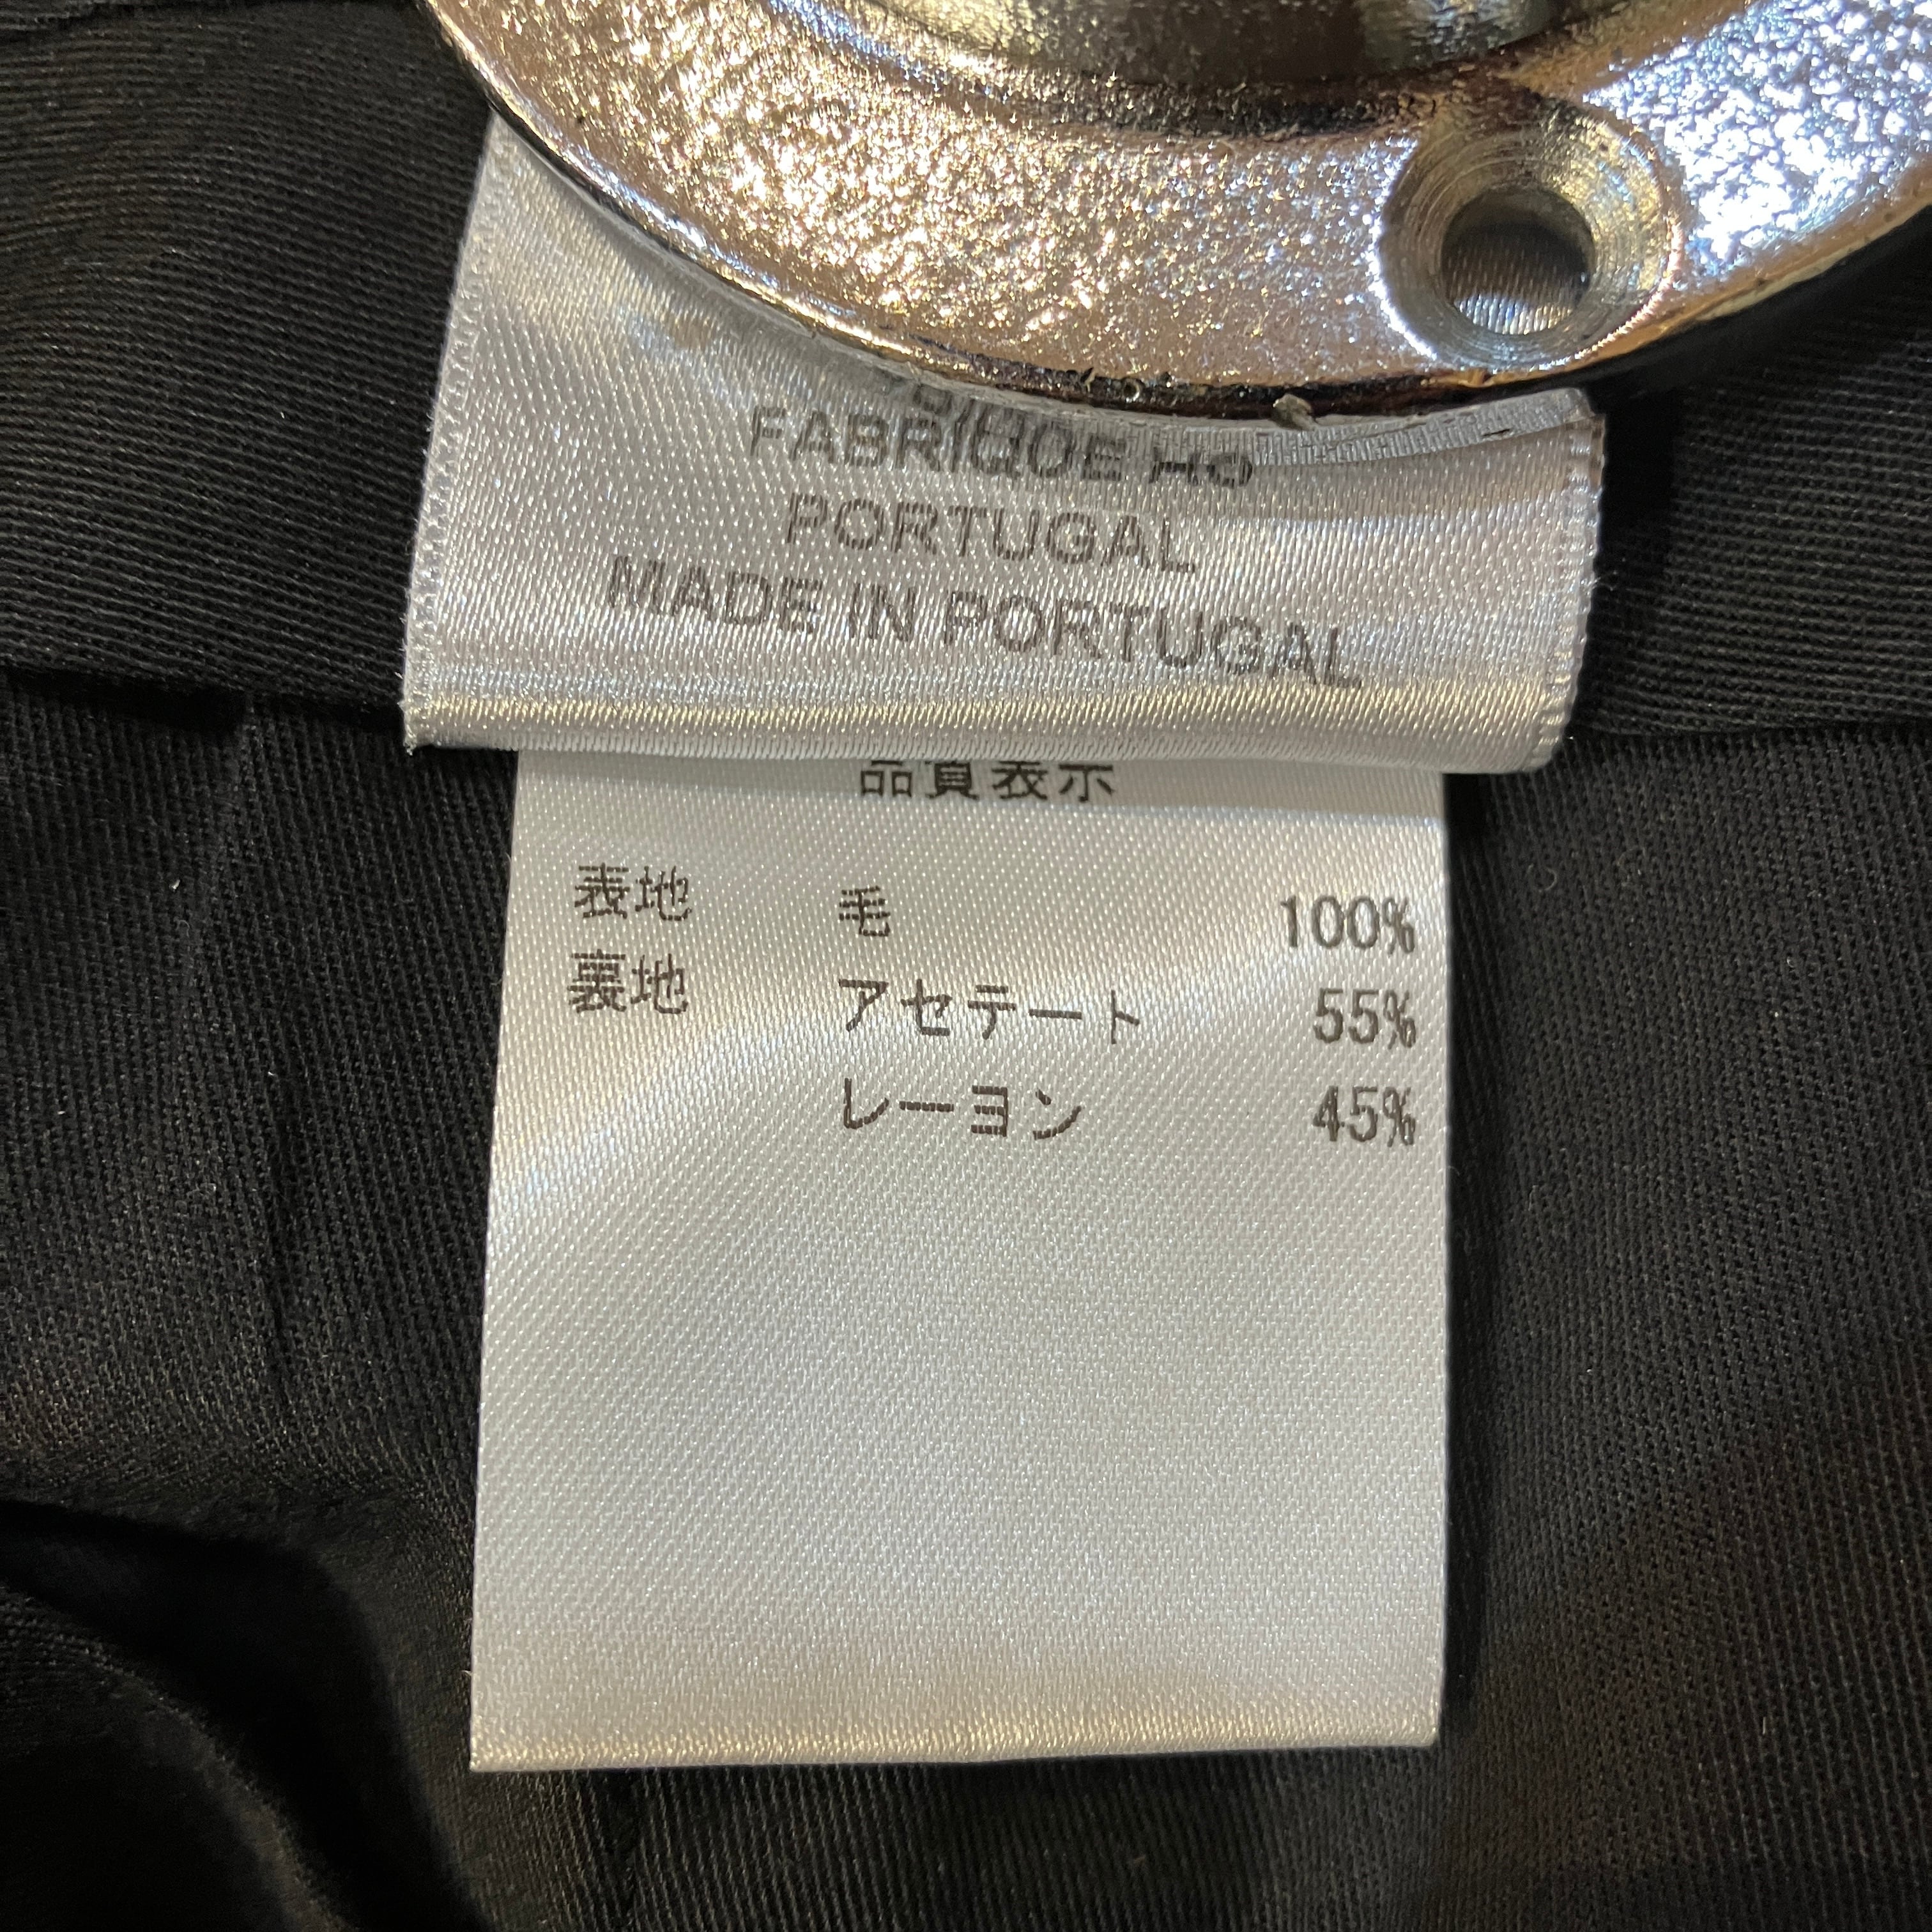 FABRIQUE HO
PORTUGAL
MADE IN PORTUGAL
品質表示
表地 毛 100%
裏地 アセテート 55%
レーヨン 45%